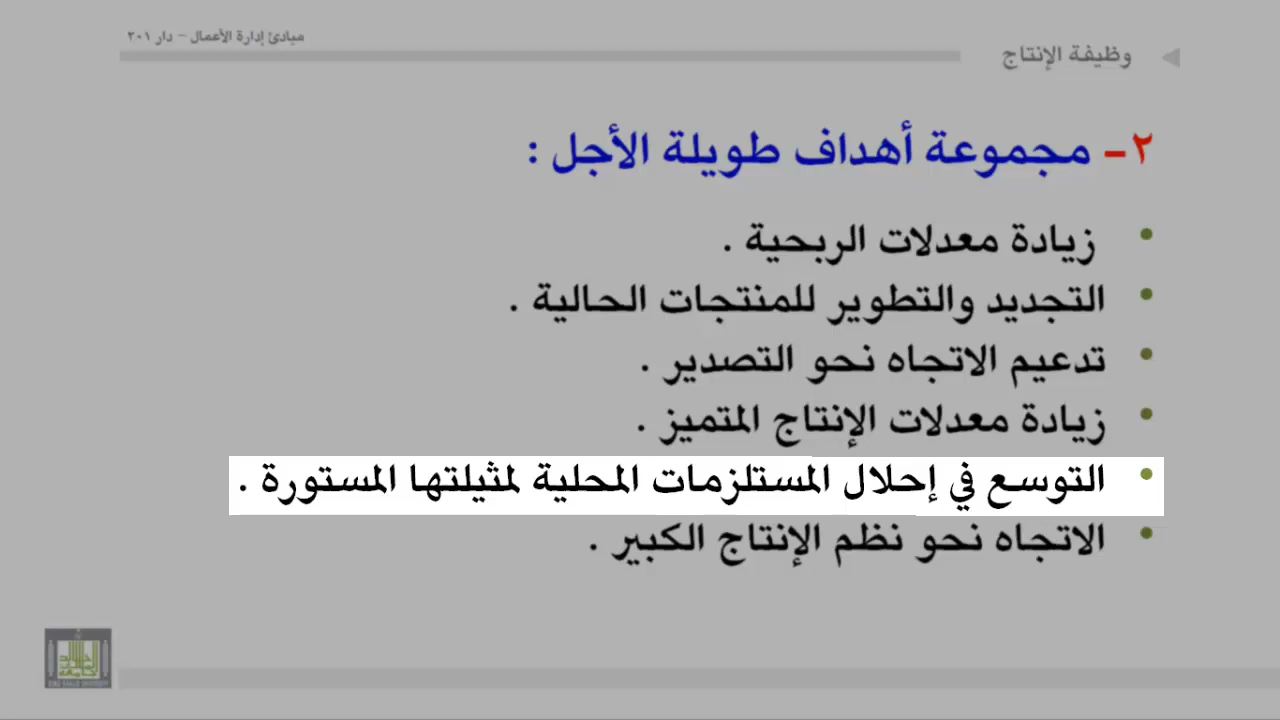 مبادئ إدارة الأعمال – دار ٢٠١
وظيفة الإنتاج
٢- مجموعة أهداف طويلة الأجل :
• زيادة معدلات الربحية .
• التجديد والتطوير للمنتجات الحالية .
• تدعيم الاتجاه نحو التصدير .
• زيادة معدلات الإنتاج المتميز .
• التوسع في إحلال المستلزمات المحلية لمثيلتها المستورة .
• الاتجاه نحو نظم الإنتاج الكبير .